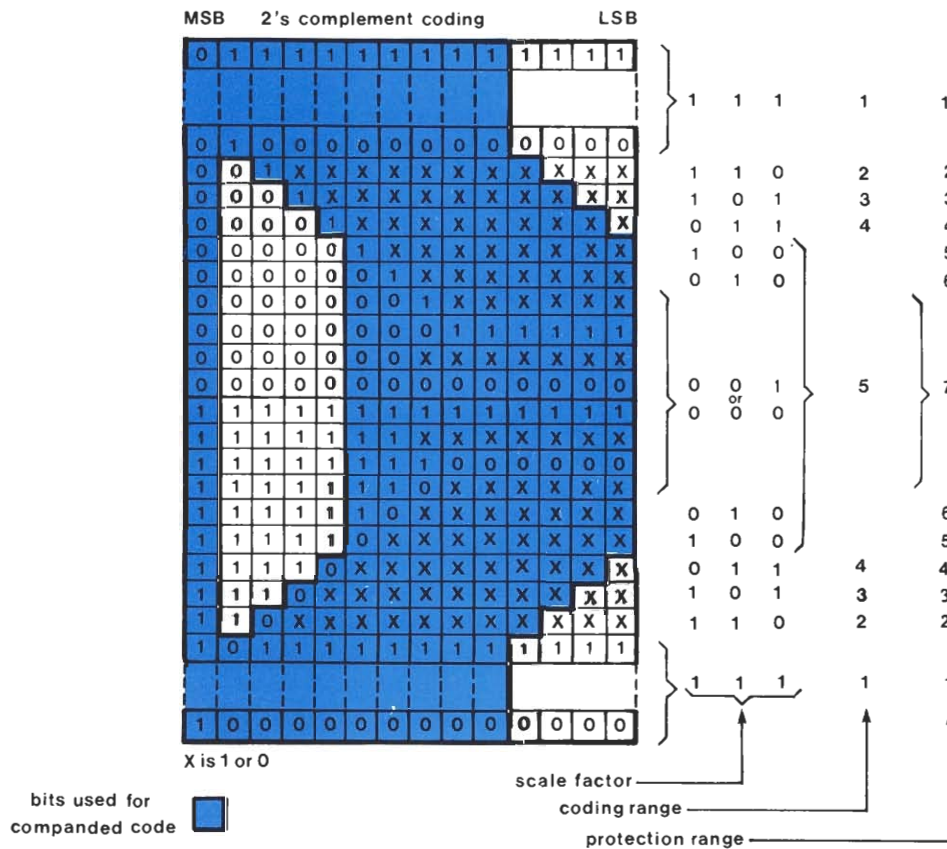 MSB 2's complement coding LSB
0 1 1 1 1 1 1 1 1 1 1 1 1 1
1 1 1 1 1
0 1 0 0 0 0 0 0 0 0 0 0 0 0
0 0 1 X X X X X X X X X X X 1 1 0 2 2
0 0 0 1 X X X X X X X X X X 1 0 1 3 3
0 0 0 0 1 X X X X X X X X X 0 1 1 4 4
0 0 0 0 0 1 X X X X X X X X 1 0 0 5
0 0 0 0 0 0 1 X X X X X X X 0 1 0 6
0 0 0 0 0 0 0 1 X X X X X X
0 0 0 0 0 0 0 0 1 1 1 1 1 1
0 0 0 0 0 0 0 X X X X X X X
0 0 0 0 0 0 0 0 0 0 0 0 0 0 0 0 1 5 7
or
1 1 1 1 1 1 1 1 1 1 1 1 1 1 0 0 0
1 1 1 1 1 1 1 X X X X X X X
1 1 1 1 1 1 1 1 0 0 0 0 0 0
1 1 1 1 1 1 1 0 X X X X X X
1 1 1 1 1 1 0 X X X X X X X 0 1 0 6
1 1 1 1 1 0 X X X X X X X X 1 0 0 5
1 1 1 1 0 X X X X X X X X X 0 1 1 4 4
1 1 1 0 X X X X X X X X X X 1 0 1 3 3
1 1 0 X X X X X X X X X X X 1 1 0 2 2
1 0 1 1 1 1 1 1 1 1 1 1 1 1
1 1 1 1
1 0 0 0 0 0 0 0 0 0 0 0 0 0
X is 1 or 0
scale factor
bits used for
companded code
coding range
protection range